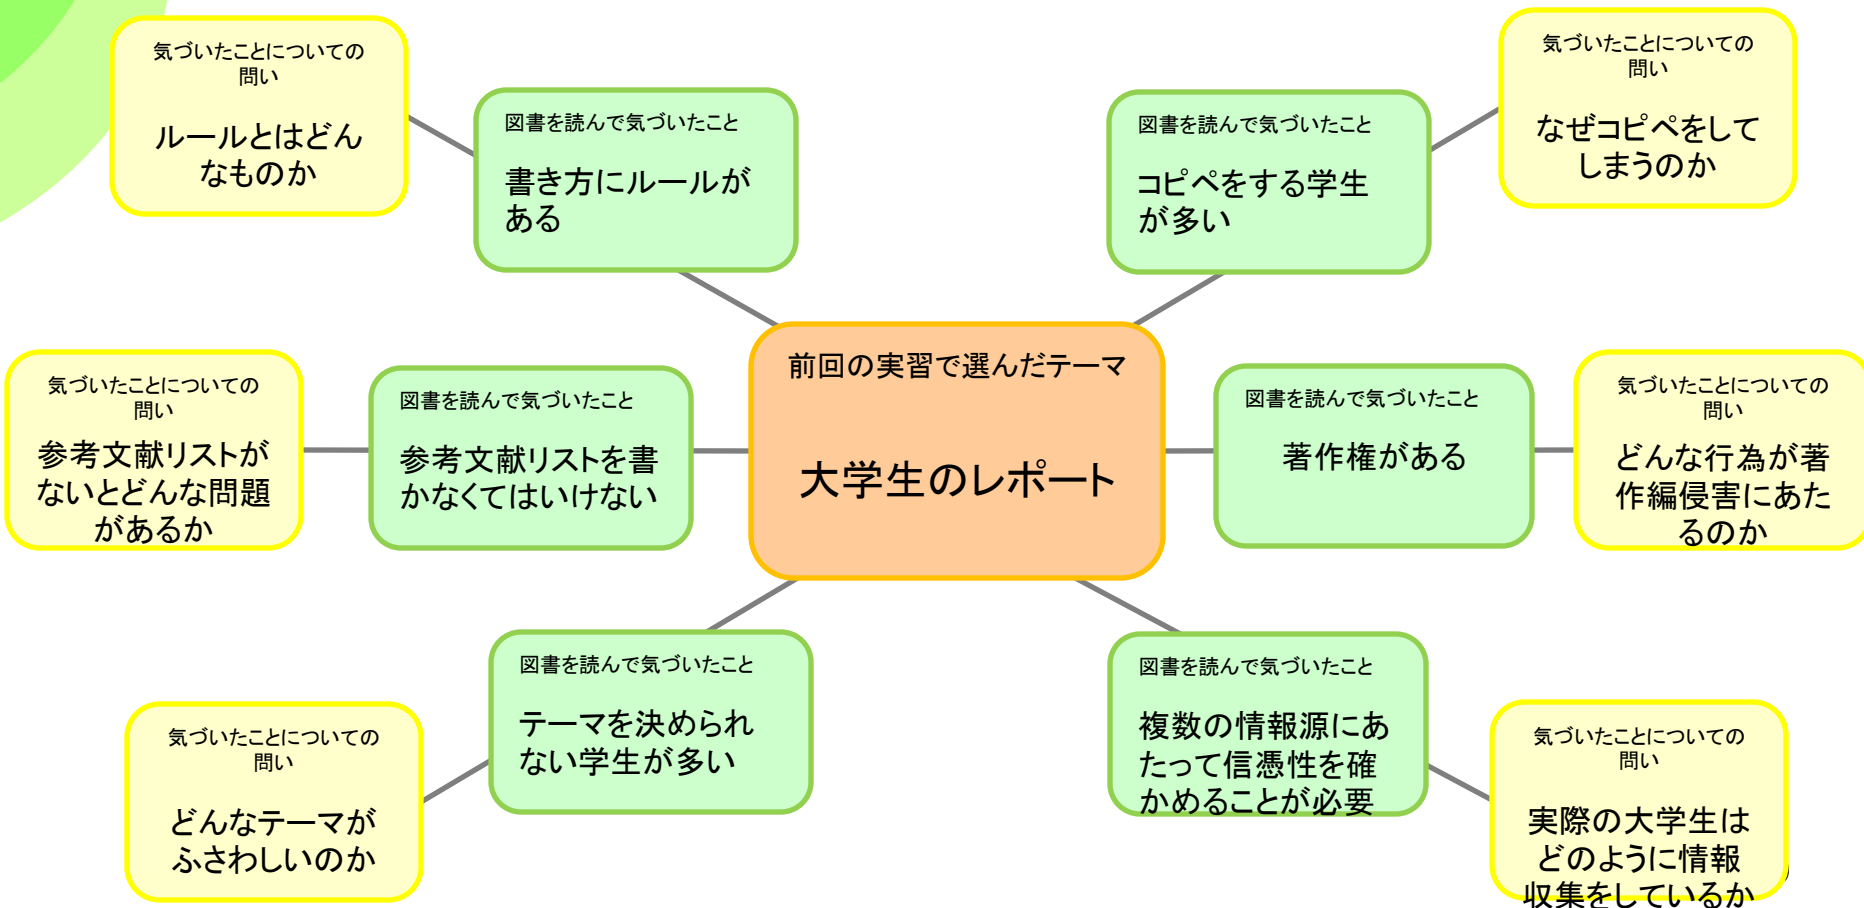 気づいたことについての
問い
ルールとはどん
なものか
図書を読んで気づいたこと
書き方にルールが
ある
図書を読んで気づいたこと
コピペをする学生
が多い
気づいたことについての
問い
なぜコピペをして
しまうのか
気づいたことについての
問い
参考文献リストが
ないとどんな問題
があるか
図書を読んで気づいたこと
参考文献リストを書
かなくてはいけない
前回の実習で選んだテーマ
大学生のレポート
図書を読んで気づいたこと
著作権がある
気づいたことについての
問い
どんな行為が著
作編侵害にあた
るのか
気づいたことについての
問い
どんなテーマが
ふさわしいのか
図書を読んで気づいたこと
テーマを決められ
ない学生が多い
図書を読んで気づいたこと
複数の情報源にあ
たって信憑性を確
かめることが必要
気づいたことについての
問い
実際の大学生は
どのように情報
収集をしているか